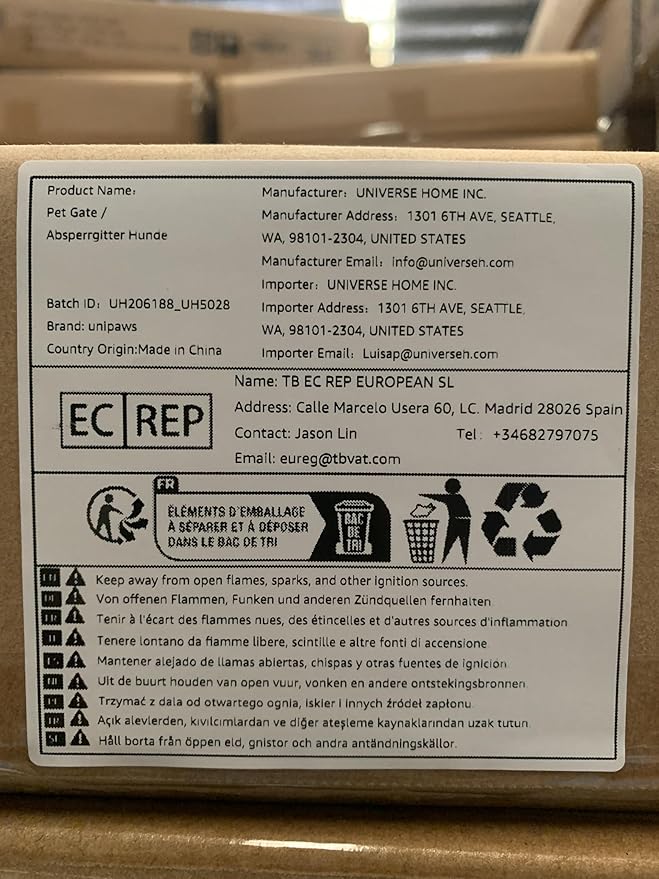 Product Name:
Pet Gate /
Absperrgitter Hunde
Batch ID: UH206188_UH5028
Brand: unipaws
Country Origin:Made in China
Manufacturer: UNIVERSE HOME INC.
Manufacturer Address: 1301 6TH AVE, SEATTLE,
WA, 98101-2304, UNITED STATES
Manufacturer Email: info@universeh.com
Importer: UNIVERSE HOME INC.
Importer Address: 1301 6TH AVE, SEATTLE,
WA, 98101-2304, UNITED STATES
Importer Email: Luisap@universeh.com
EC REP
Name: TB EC REP EUROPEAN SL
Address: Calle Marcelo Usera 60, LC. Madrid 28026 Spain
Contact: Jason Lin Tel: +34682797075
Email: eureg@tbvat.com
FR
ÉLÉMENTS D'EMBALLAGE
À SÉPARER ET À DÉPOSER
DANS LE BAC DE TRI
BAC
DE
TRI
Keep away from open flames, sparks, and other ignition sources.
Von offenen Flammen, Funken und anderen Zündquellen fernhalten
Tenir à l'écart des flammes nues, des étincelles et d'autres sources d'inflammation
Tenere lontano da fiamme libere, scintille e altre fonti di accensione
Mantener alejado de llamas abiertas, chispas y otras fuentes de ignición
Uit de buurt houden van open vuur, vonken en andere ontstekingsbronnen
Trzymać z dala od otwartego ognia, iskier i innych źródeł zapłonu.
Açık alevlerden, kıvılcımlardan ve diğer ateşleme kaynaklarından uzak tutun
Håll borta från öppen eld, gnistor och andra antändningskällor.